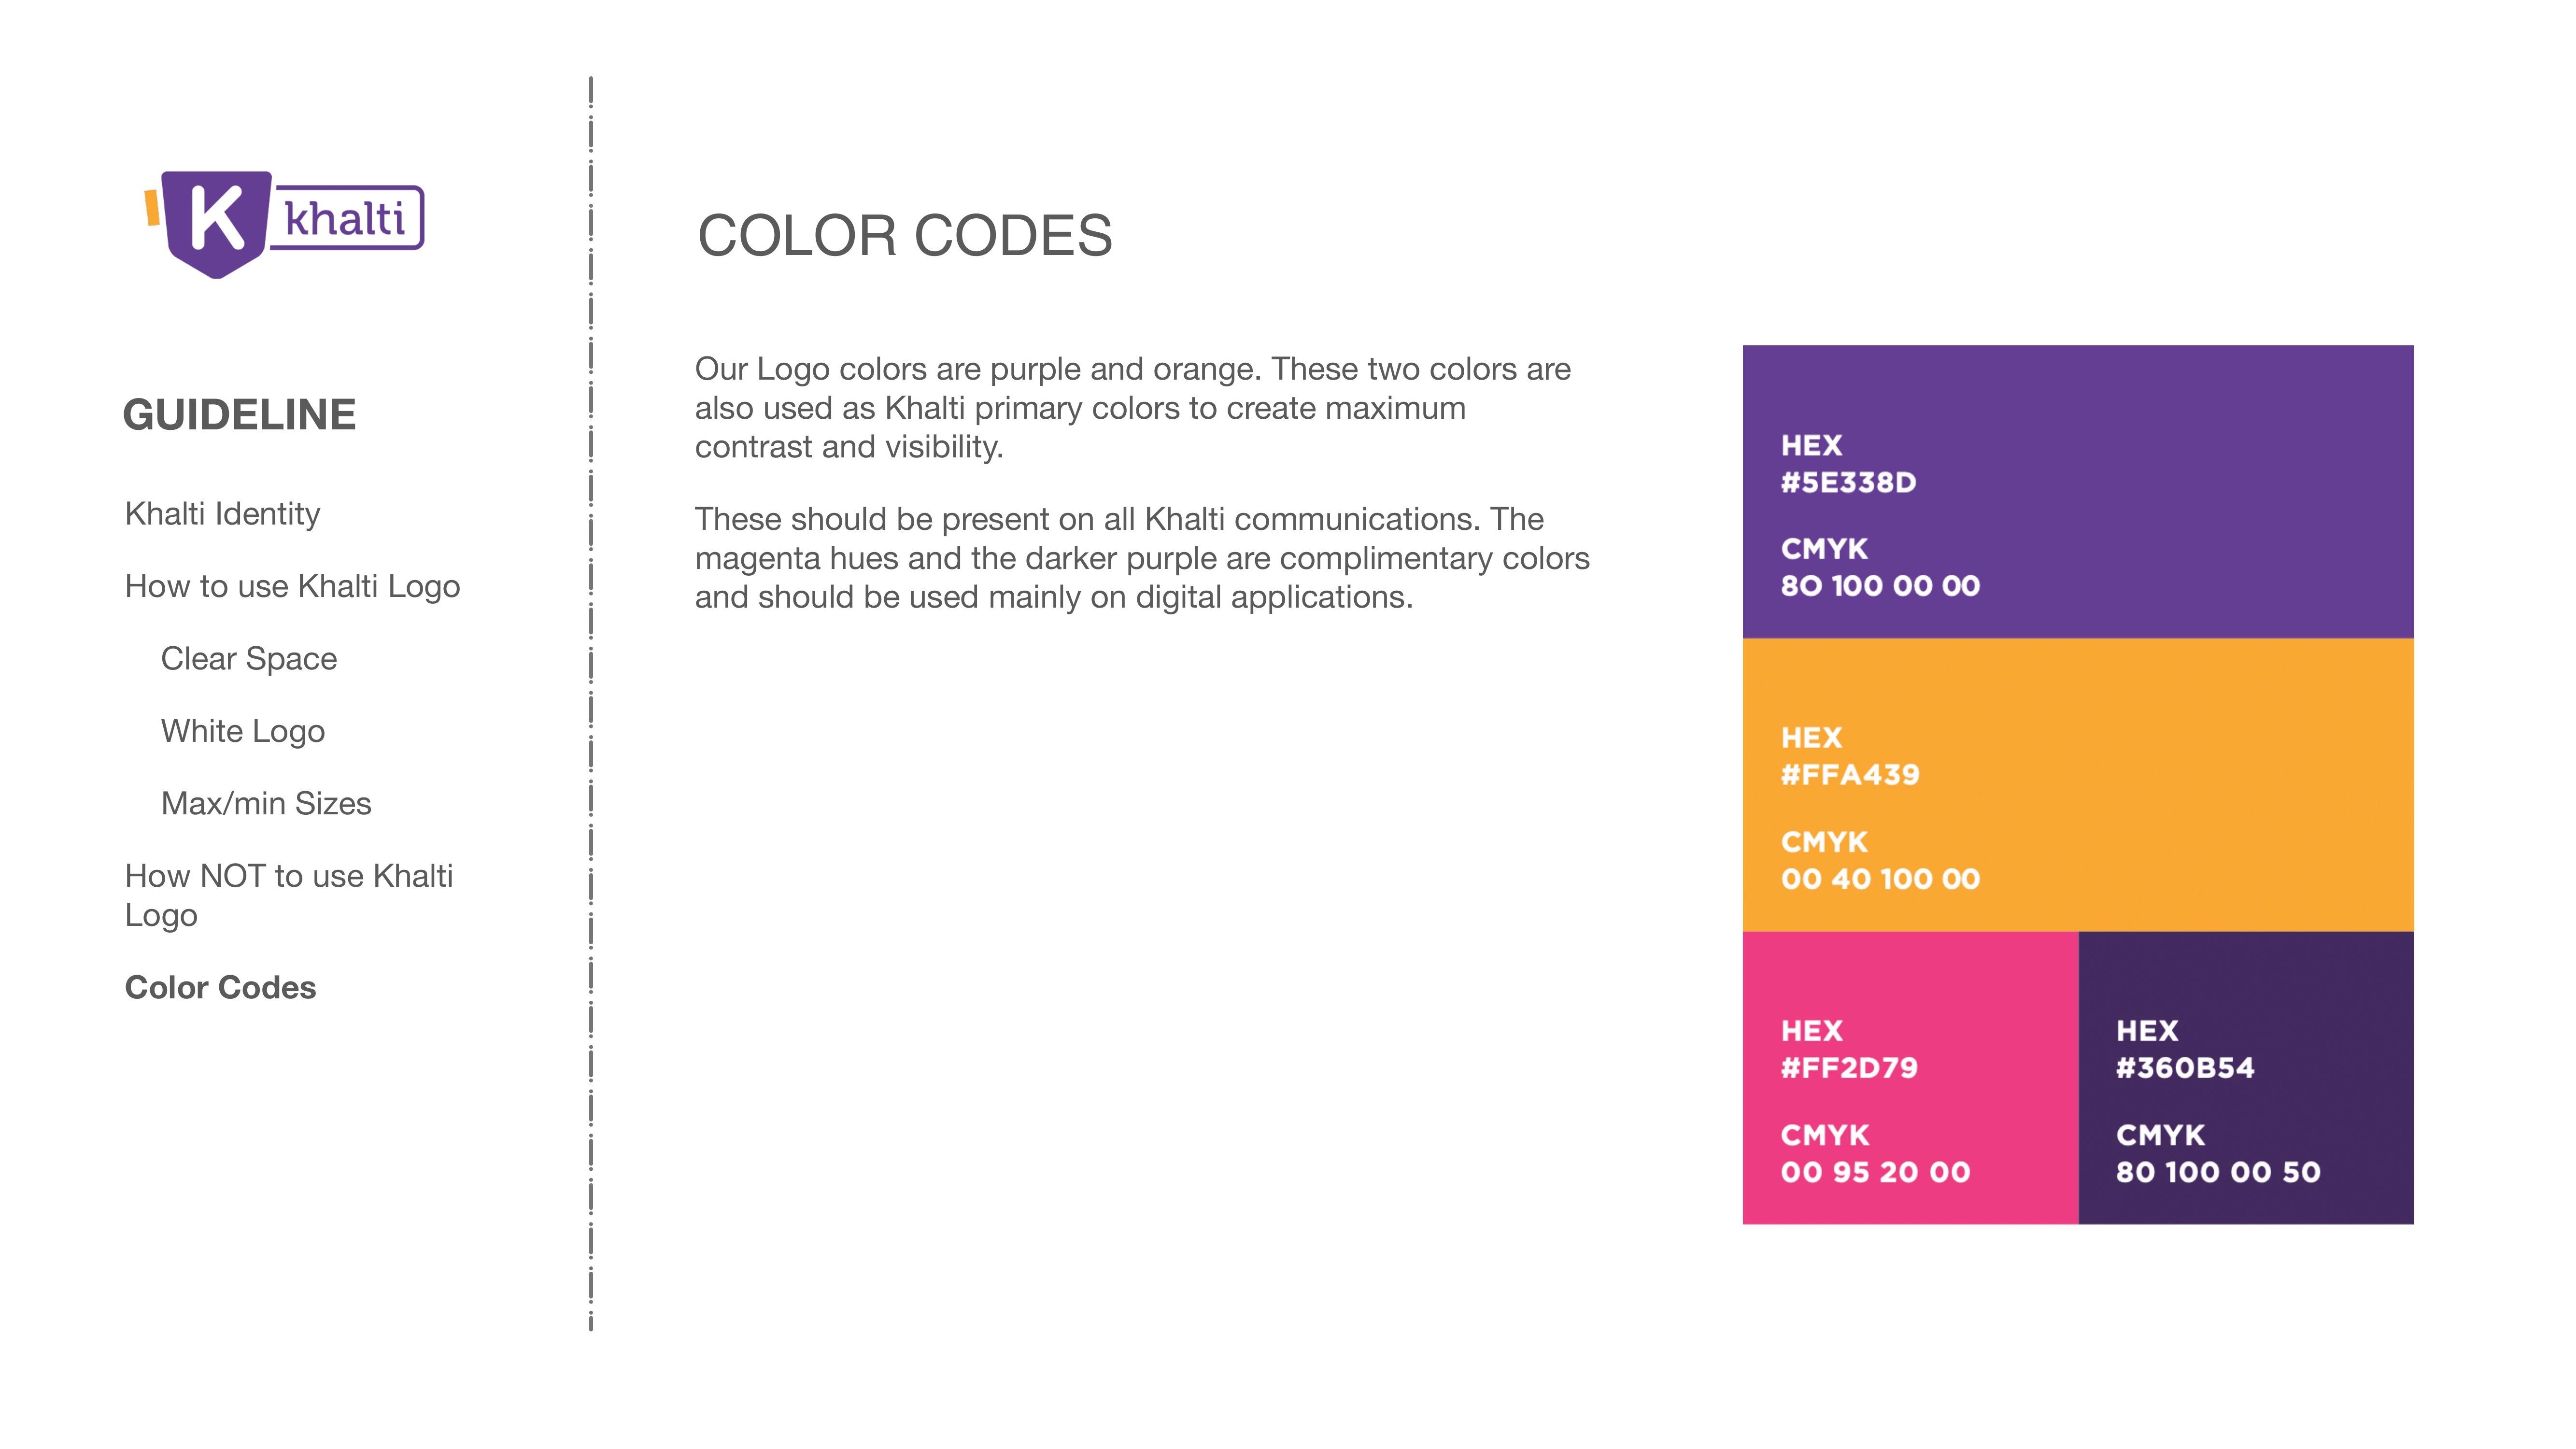 K khalti
GUIDELINE
Khalti Identity
How to use Khalti Logo
Clear Space
White Logo
Max/min Sizes
How NOT to use Khalti
Logo
Color Codes
COLOR CODES
Our Logo colors are purple and orange. These two colors are
also used as Khalti primary colors to create maximum
contrast and visibility.
These should be present on all Khalti communications. The
magenta hues and the darker purple are complimentary colors
and should be used mainly on digital applications.
HEX
#5E338D
CMYK
80 100 00 00
HEX
#FFA439
CMYK
00 40 100 00
HEX
#FF2D79
CMYK
00 95 20 00
HEX
#360B54
CMYK
80 100 00 50